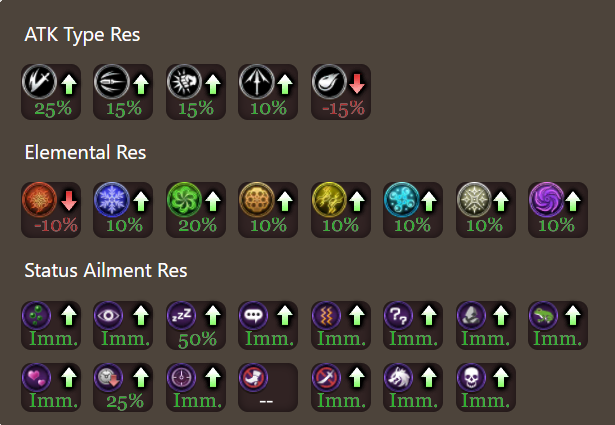 ATK Type Res
25% 15% 15% 10% -15%
Elemental Res
-10% 10% 20% 10% 10% 10% 10% 10%
Status Ailment Res
zzZ ??
Imm. Imm. 50% Imm. Imm. Imm. Imm. Imm.
Imm. 25% Imm. -- Imm. Imm. Imm.